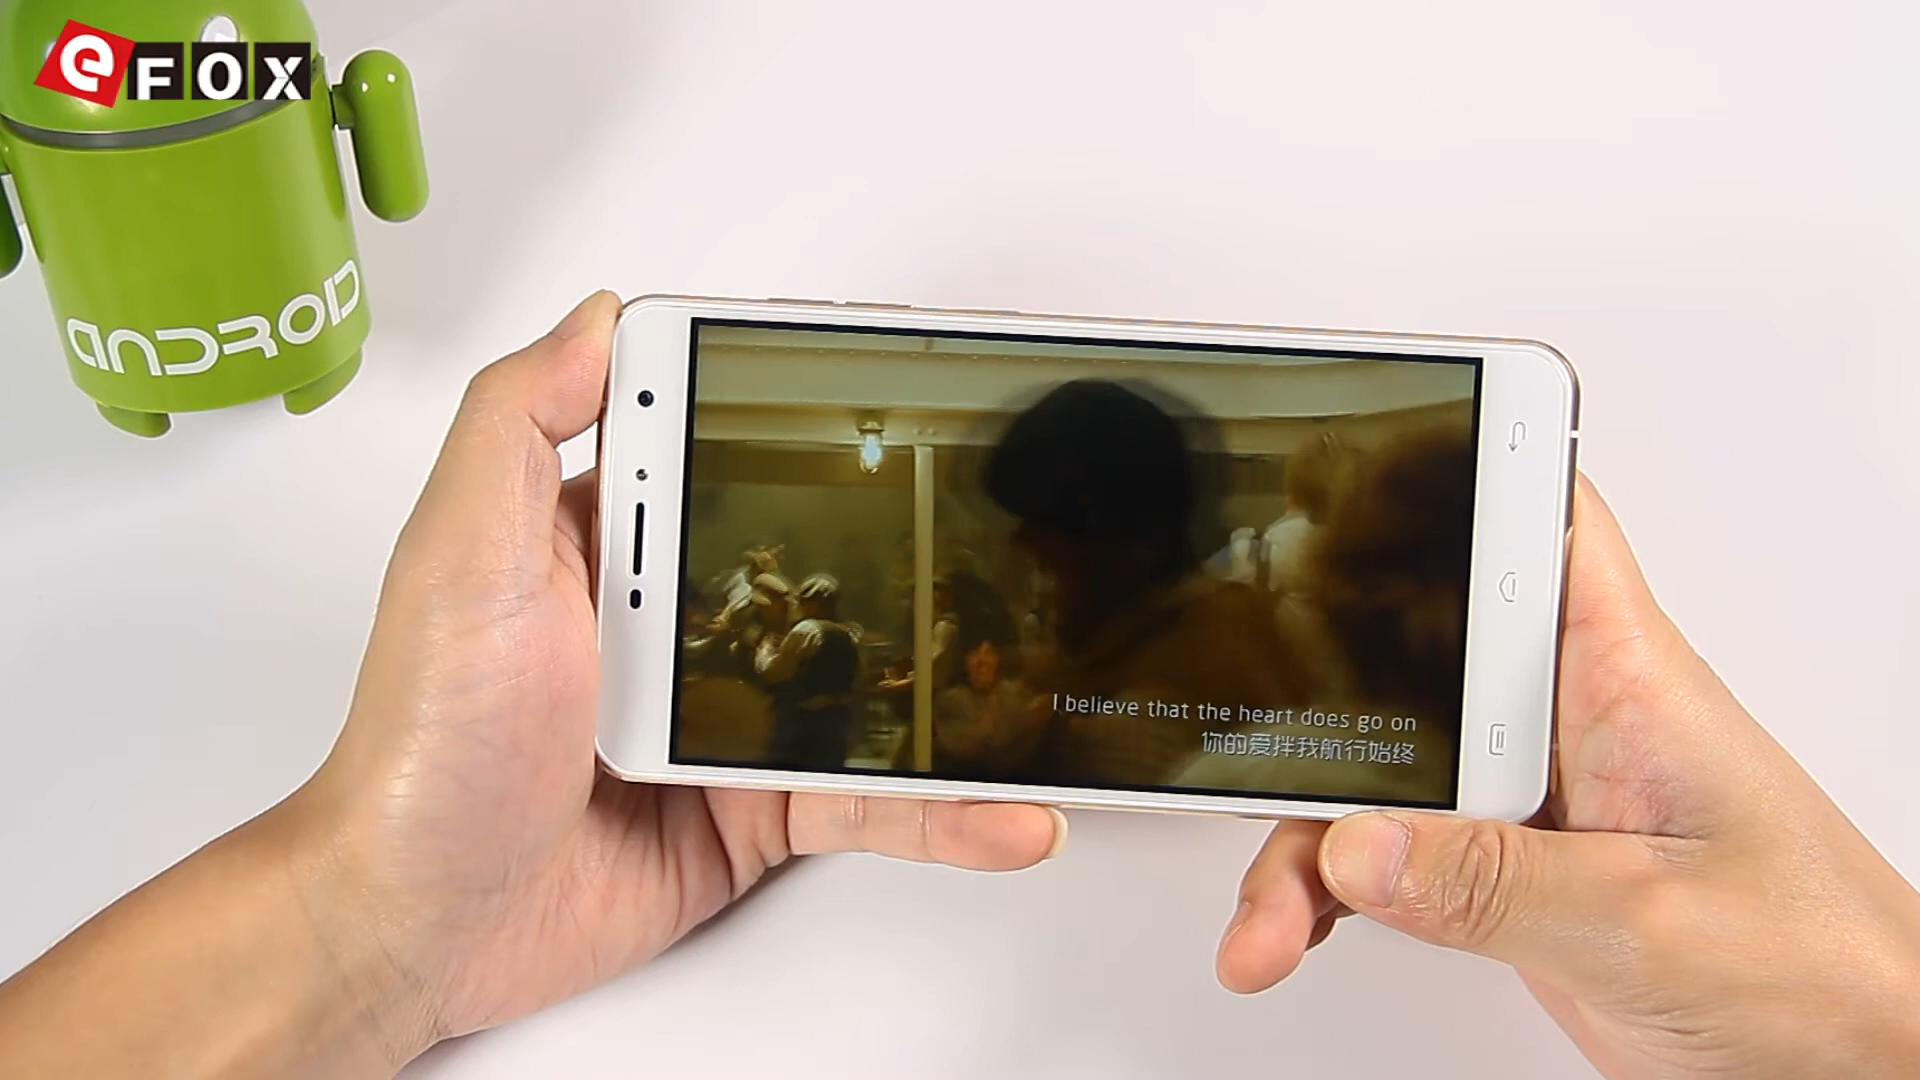 eFOX
ANDROID
I believe that the heart does go on
你的爱拌我航行始终